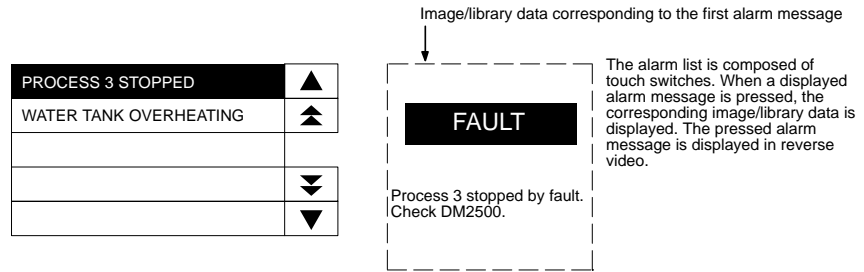 Image/library data corresponding to the first alarm message
PROCESS 3 STOPPED
WATER TANK OVERHEATING
FAULT
Process 3 stopped by fault.
Check DM2500.
The alarm list is composed of
touch switches. When a displayed
alarm message is pressed, the
corresponding image/library data is
displayed. The pressed alarm
message is displayed in reverse
video.